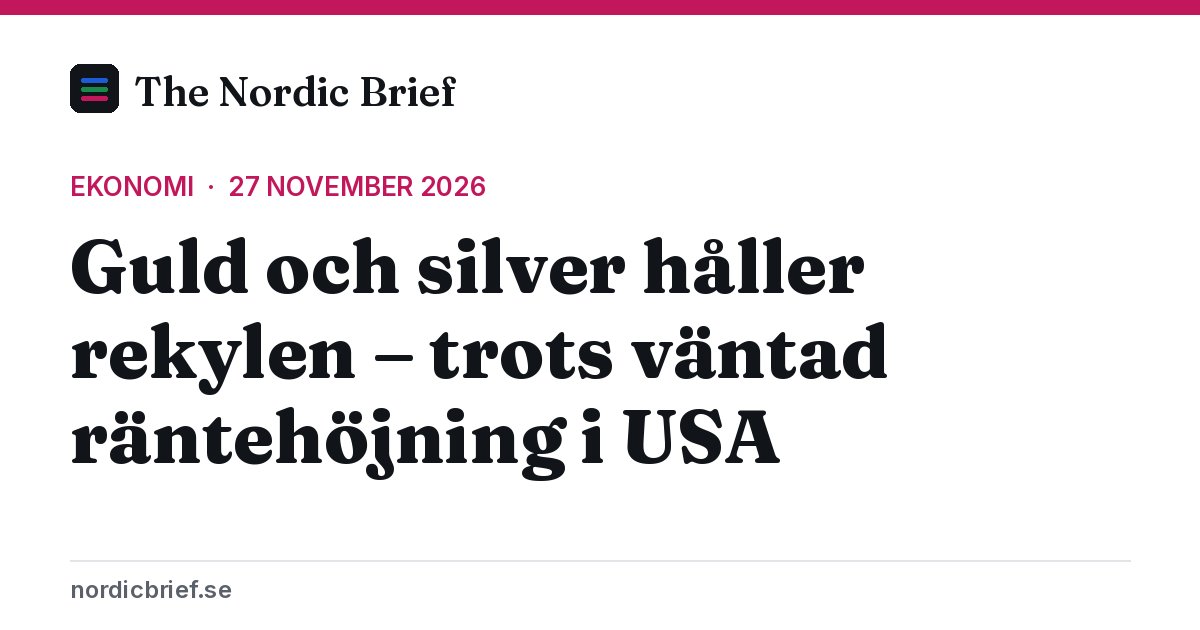 The Nordic Brief
EKONOMI · 27 NOVEMBER 2026
Guld och silver håller
rekylen – trots väntad
räntehöjning i USA
nordicbrief.se